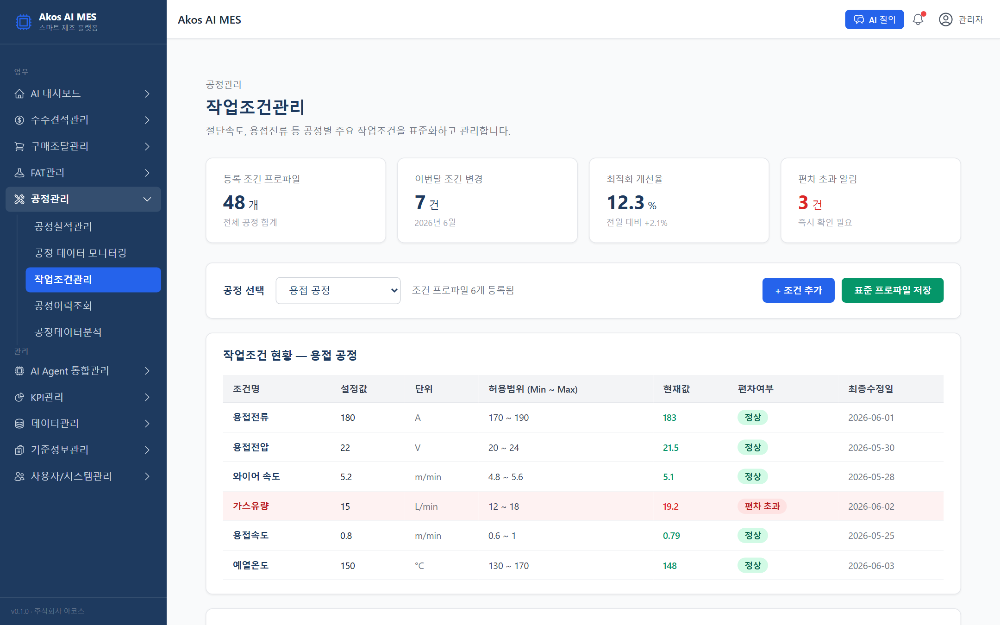 Akos AI MES
스마트 제조 플랫폼
업무
AI 대시보드
수주견적관리
구매조달관리
FAT관리
공정관리
공정실적관리
공정 데이터 모니터링
작업조건관리
공정이력조회
공정데이터분석
관리
AI Agent 통합관리
KPI관리
데이터관리
기준정보관리
사용자/시스템관리
v0.1.0 · 주식회사 아코스
Akos AI MES
AI 질의
관리자
공정관리
작업조건관리
절단속도, 용접전류 등 공정별 주요 작업조건을 표준화하고 관리합니다.
등록 조건 프로파일
48 개
전체 공정 합계
이번달 조건 변경
7 건
2026년 6월
최적화 개선율
12.3 %
전월 대비 +2.1%
편차 초과 알림
3 건
즉시 확인 필요
공정 선택 용접 공정 조건 프로파일 6개 등록됨 + 조건 추가 표준 프로파일 저장
작업조건 현황 — 용접 공정
조건명 설정값 단위 허용범위 (Min ~ Max) 현재값 편차여부 최종수정일
용접전류 180 A 170 ~ 190 183 정상 2026-06-01
용접전압 22 V 20 ~ 24 21.5 정상 2026-05-30
와이어 속도 5.2 m/min 4.8 ~ 5.6 5.1 정상 2026-05-28
가스유량 15 L/min 12 ~ 18 19.2 편차 초과 2026-06-02
용접속도 0.8 m/min 0.6 ~ 1 0.79 정상 2026-05-25
예열온도 150 °C 130 ~ 170 148 정상 2026-06-03